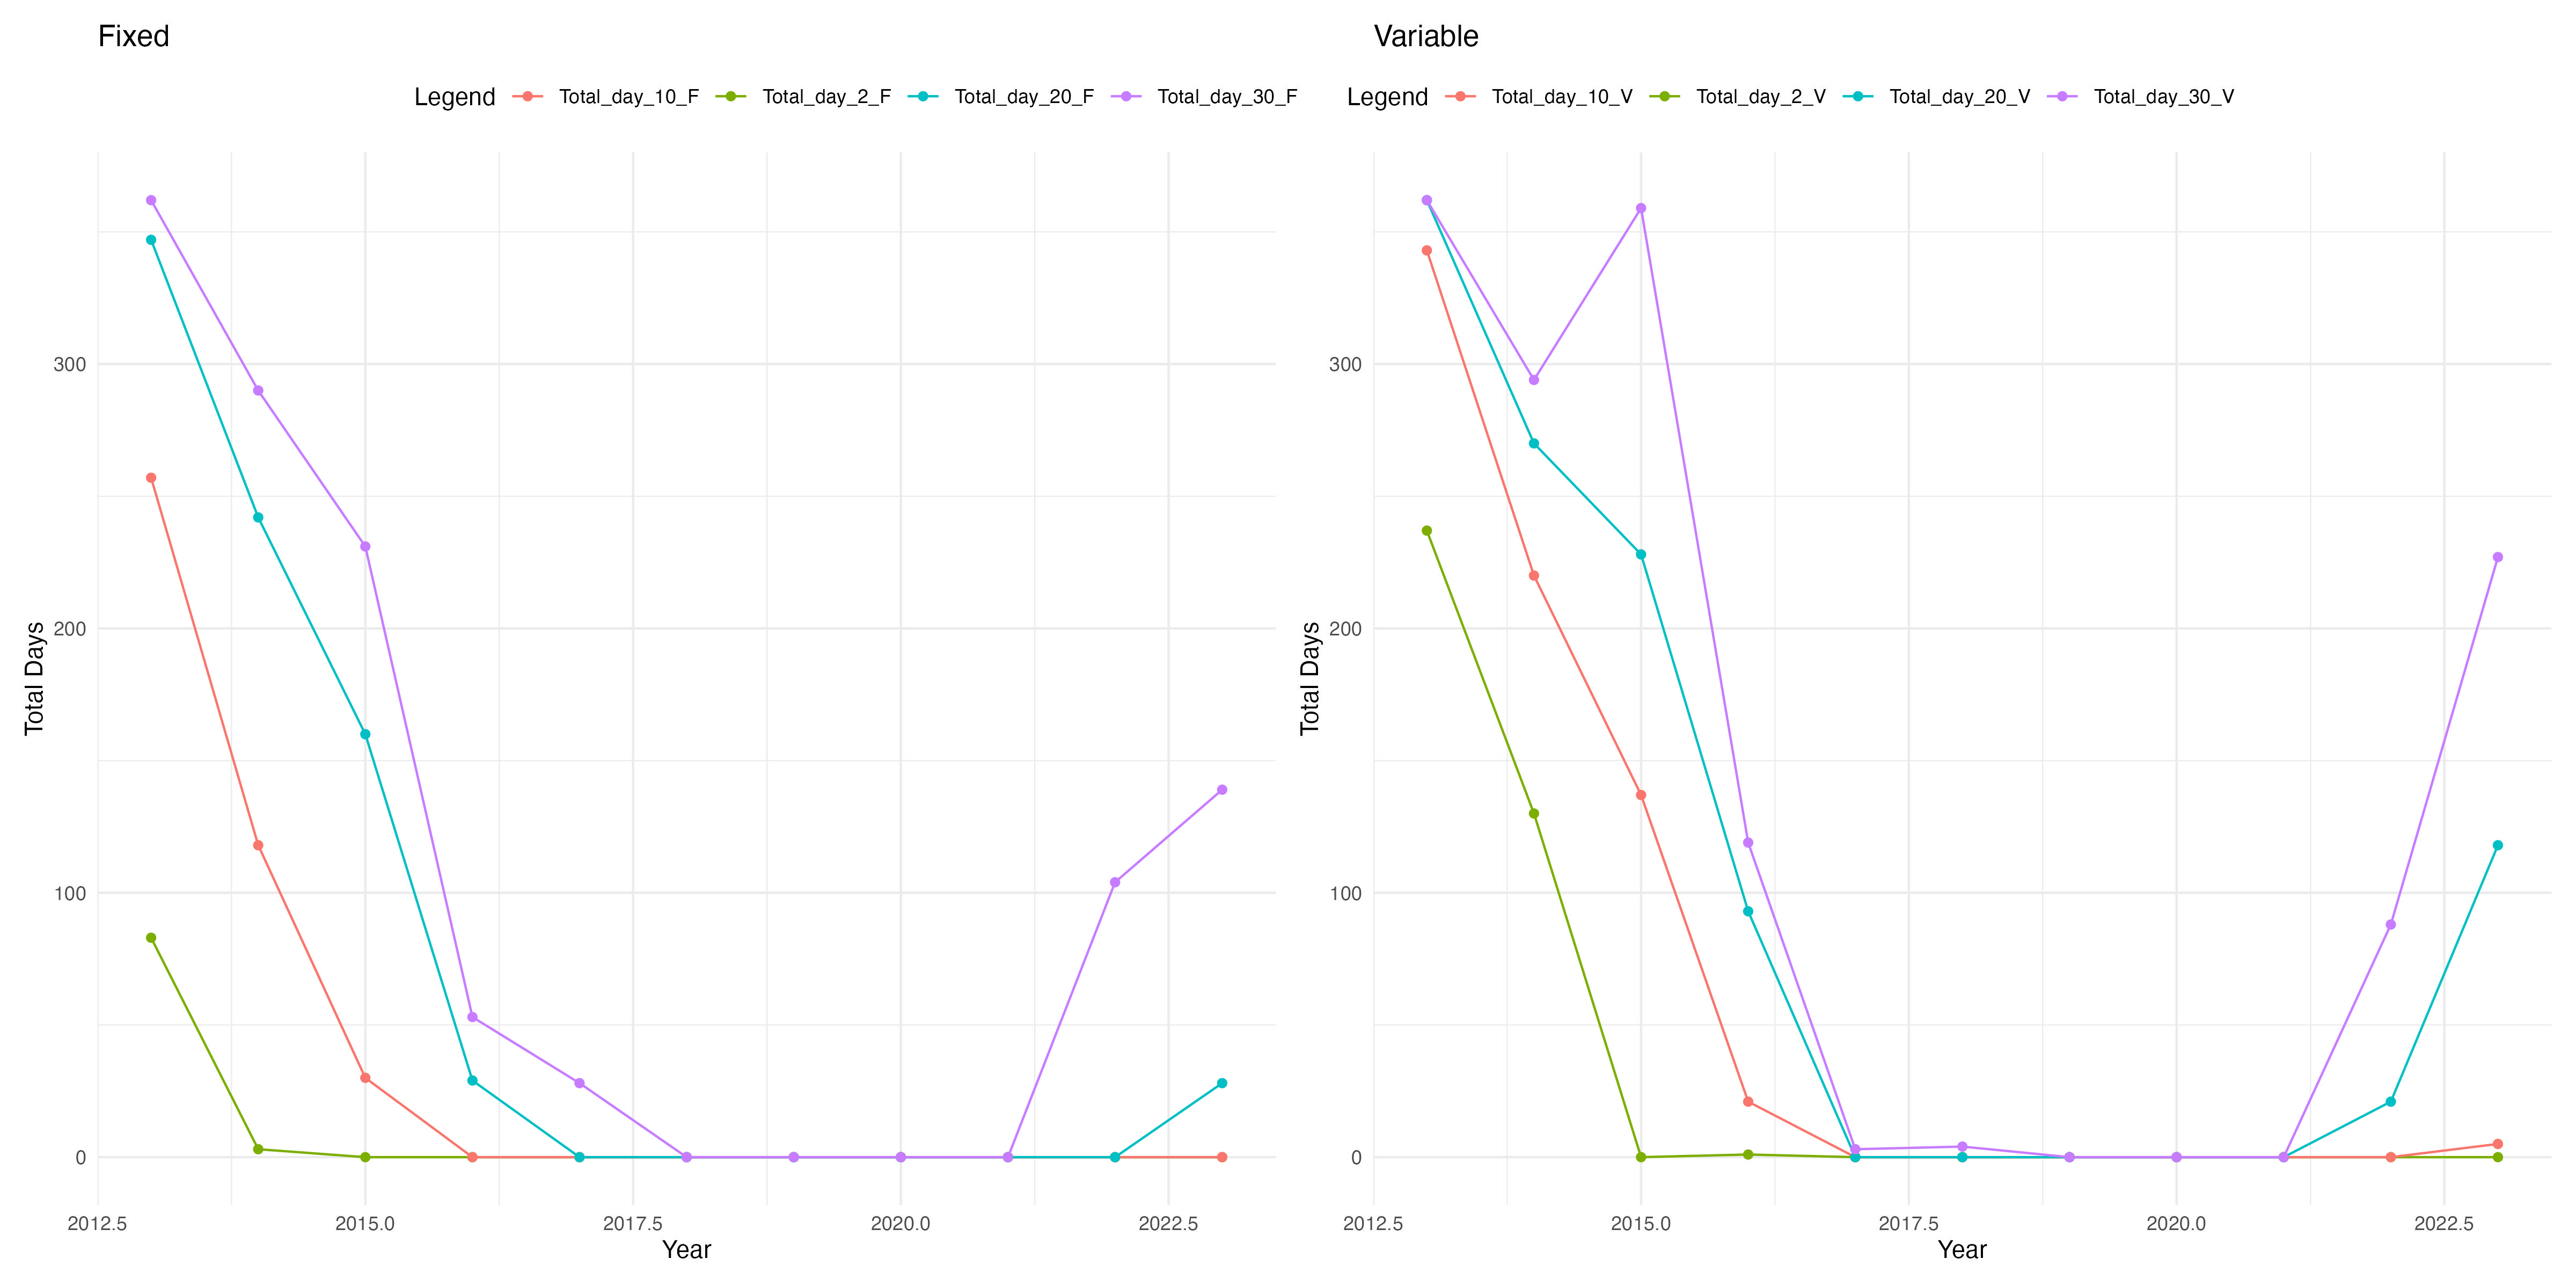 Fixed
Legend Total_day_10_F Total_day_2_F Total_day_20_F Total_day_30_F
300
200
100
0
Total Days
2012.5 2015.0 2017.5 2020.0 2022.5
Year
Variable
Legend Total_day_10_V Total_day_2_V Total_day_20_V Total_day_30_V
300
200
100
0
Total Days
2012.5 2015.0 2017.5 2020.0 2022.5
Year